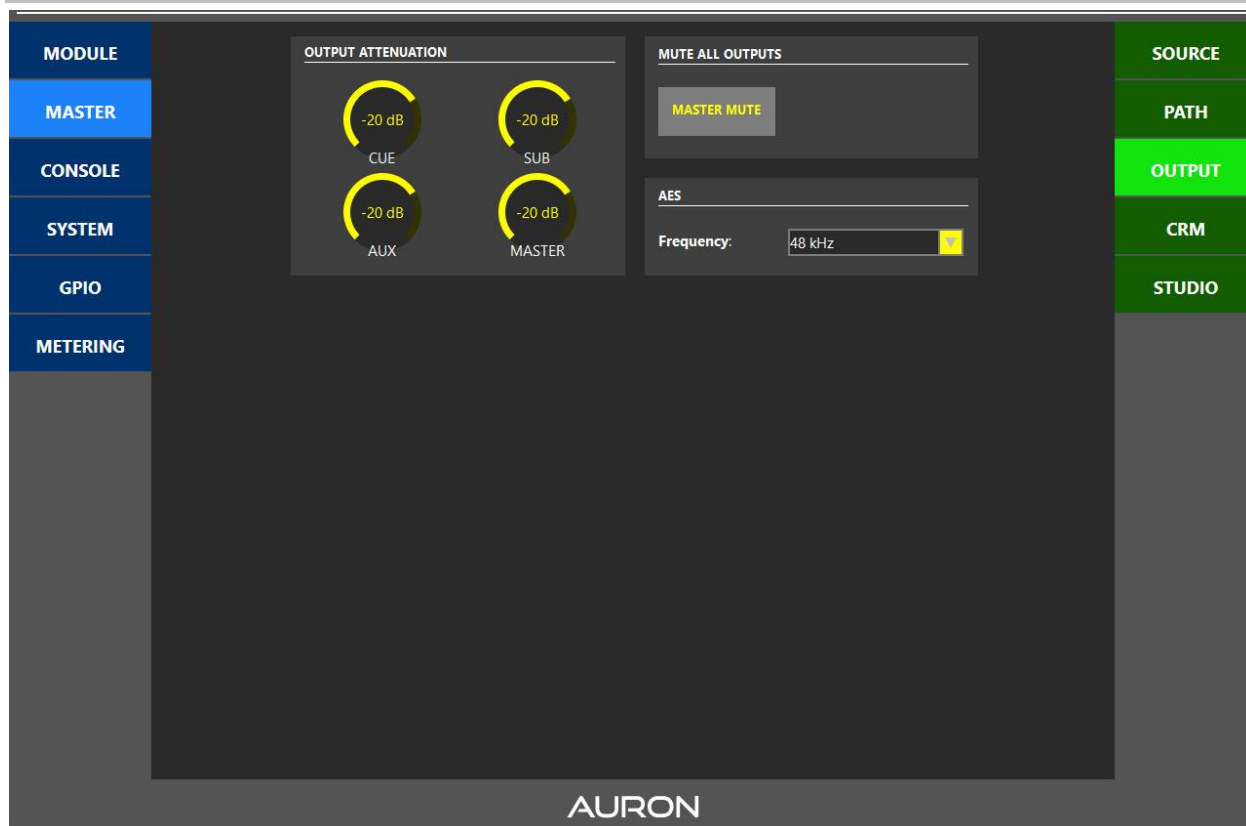 MODULE
MASTER
CONSOLE
SYSTEM
GPIO
METERING
OUTPUT ATTENUATION
-20 dB
CUE
-20 dB
SUB
-20 dB
AUX
-20 dB
MASTER
MUTE ALL OUTPUTS
MASTER MUTE
AES
Frequency: 48 kHz
SOURCE
PATH
OUTPUT
CRM
STUDIO
AURON